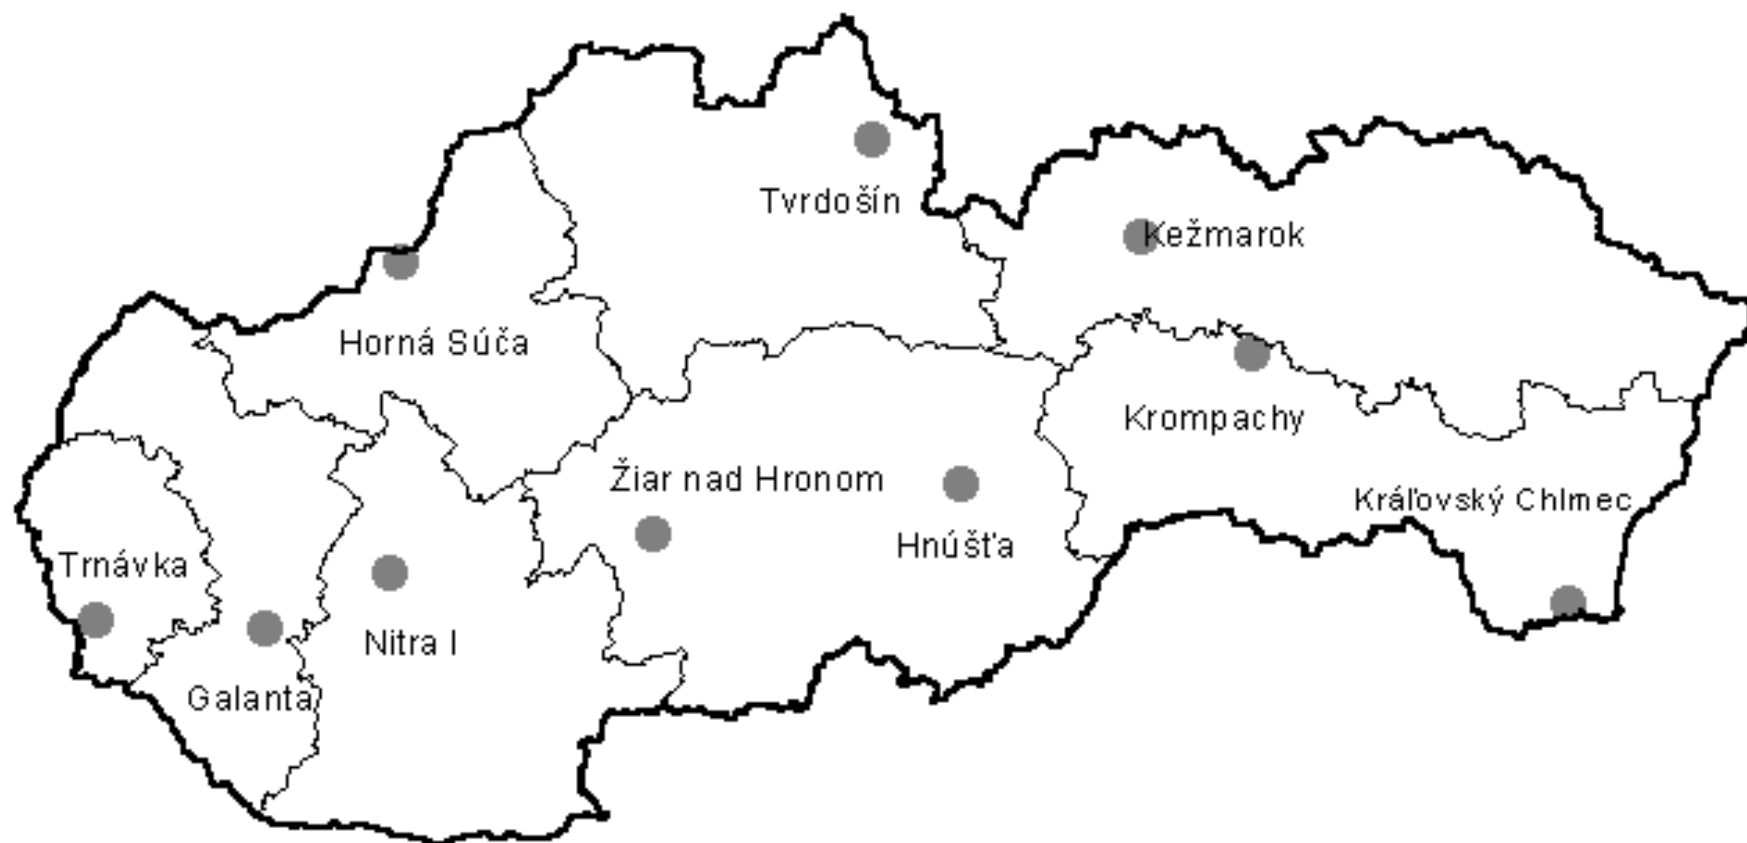 Tvrdošín
Kežmarok
Horná Súča
Krompachy
Žiar nad Hronom
Kráľovský Chlmec
Hnúšťa
Trnávka
Nitra I
Galanta